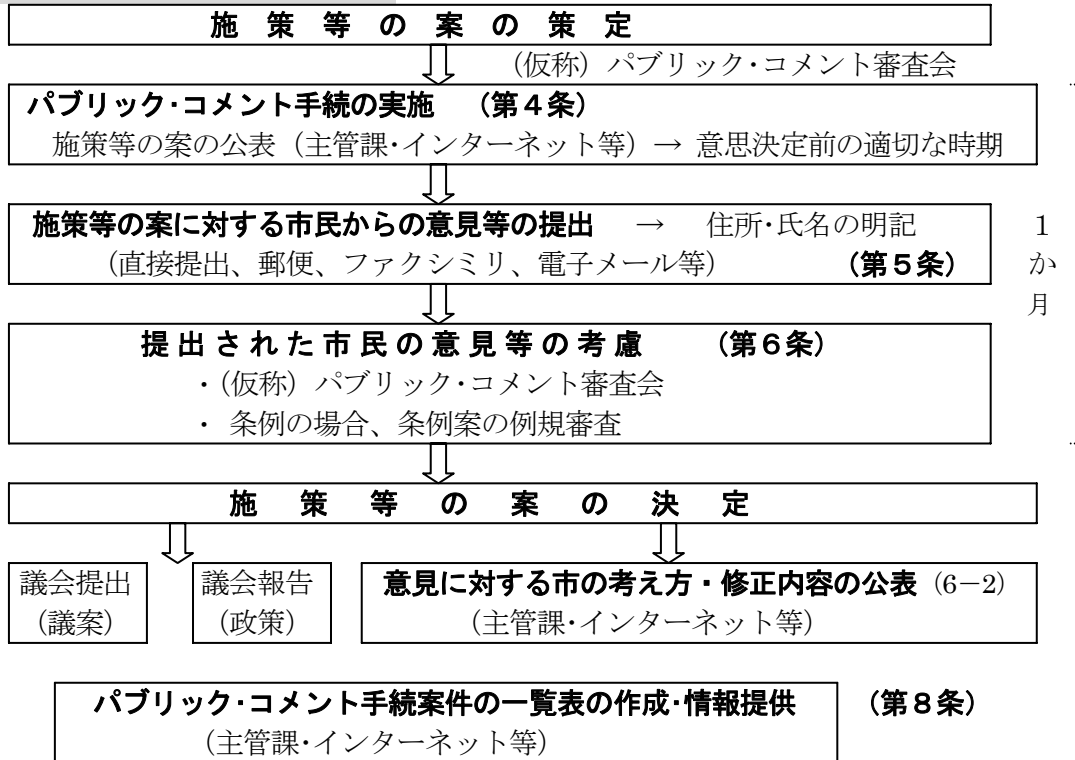 施策等の案の策定
(仮称)パブリック・コメント審査会
パブリック・コメント手続の実施 (第4条)
施策等の案の公表(主管課・インターネット等)→ 意思決定前の適切な時期
施策等の案に対する市民からの意見等の提出 → 住所・氏名の明記
(直接提出、郵便、ファクシミリ、電子メール等) (第5条)
1か月
提出された市民の意見等の考慮 (第6条)
・(仮称)パブリック・コメント審査会
・ 条例の場合、条例案の例規審査
施策等の案の決定
議会提出
(議案)
議会報告
(政策)
意見に対する市の考え方・修正内容の公表(6-2)
(主管課・インターネット等)
パブリック・コメント手続案件の一覧表の作成・情報提供 (第8条)
(主管課・インターネット等)